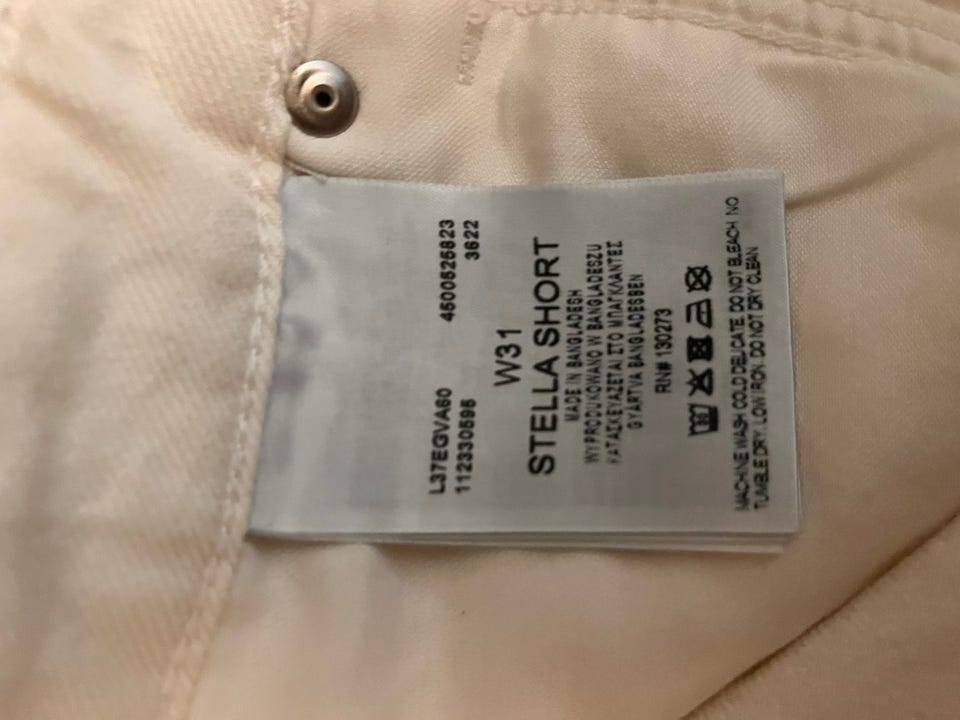 L37EGVA60 4500525823
112330595 3622
W31
STELLA SHORT
MADE IN BANGLADESH
WYPRODUKOWANO W BANGLADESZU
ΚΑΤΑΣΚΕΥΑΖΕΤΑΙ ΣΤΟ ΜΠΑΓΚΛΑΝΤΕΣ
GYÁRTVA BANGLADESBEN
RN# 130273
MACHINE WASH COLD DELICATE. DO NOT BLEACH. NO
TUMBLE DRY. LOW IRON. DO NOT DRY CLEAN